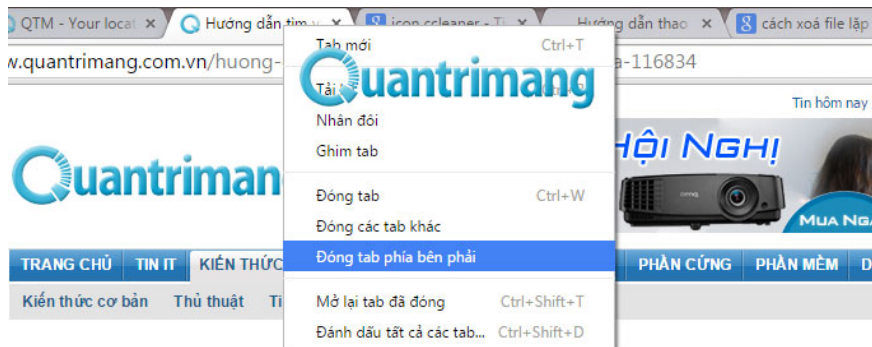 QTM - Your locat
Hướng dẫn tìm
icon ccleaner - Ti
Hướng dẫn thao
cách xoá file lặp
w.quantrimang.com.vn/huong-
a-116834
Tab mới Ctrl+T
Quantrimang
Nhân đôi
Ghim tab
Đóng tab Ctrl+W
Đóng các tab khác
Đóng tab phía bên phải
Mở lại tab đã đóng Ctrl+Shift+T
Đánh dấu tất cả các tab... Ctrl+Shift+D
Tin hôm nay
Quantriman
HỘI NGHỊ
MUA NGA
TRANG CHỦ TIN IT KIẾN THỨC PHẦN CỨNG PHẦN MỀM
Kiến thức cơ bản Thủ thuật Ti